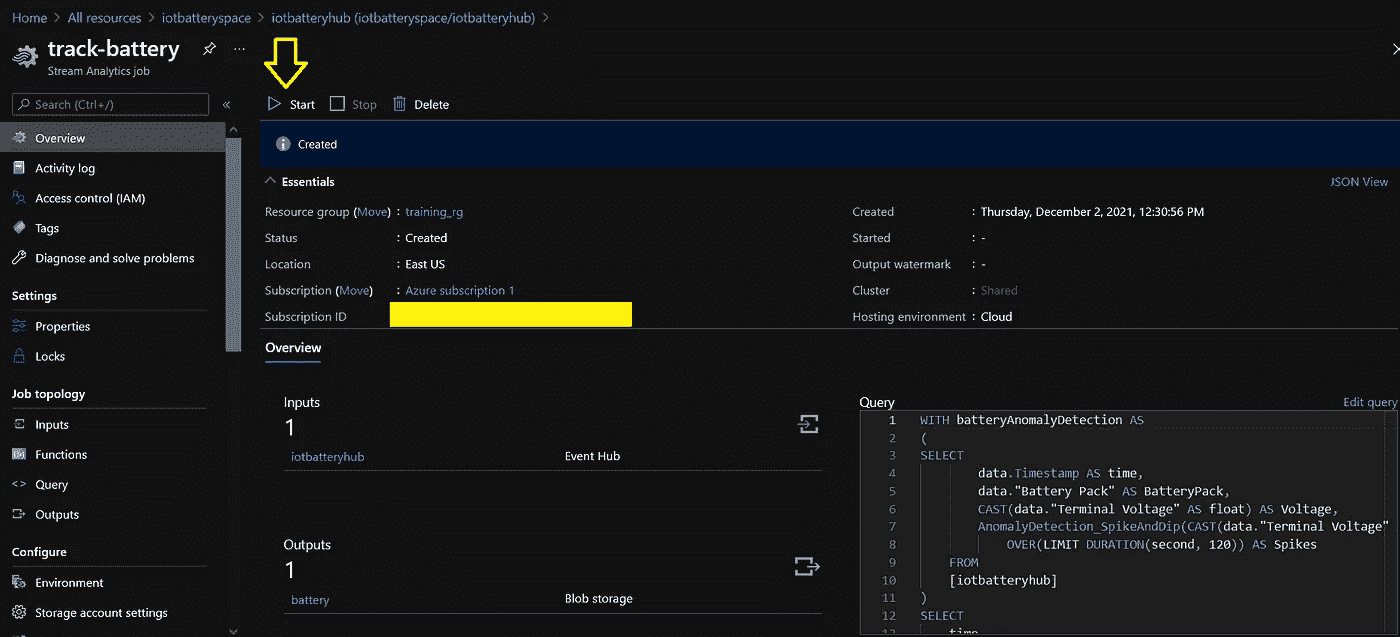 Home > All resources > iotbatteryspace > iotbatteryhub (iotbatteryspace/iotbatteryhub) >
track-battery
Stream Analytics job
Search (Ctrl+/)
Overview
Activity log
Access control (IAM)
Tags
Diagnose and solve problems
Settings
Properties
Locks
Job topology
Inputs
Functions
Query
Outputs
Configure
Environment
Storage account settings
Start Stop Delete
Created
Essentials
JSON View
Resource group (Move) : training_rg
Status : Created
Location : East US
Subscription (Move) : Azure subscription 1
Subscription ID
Created : Thursday, December 2, 2021, 12:30:56 PM
Started : -
Output watermark : -
Cluster : Shared
Hosting environment : Cloud
Overview
Inputs
1
iotbatteryhub Event Hub
Outputs
1
battery Blob storage
Query Edit query
1 WITH batteryAnomalyDetection AS
2 (
3 SELECT
4 data.Timestamp AS time,
5 data."Battery Pack" AS BatteryPack,
6 CAST(data."Terminal Voltage" AS float) AS Voltage,
7 AnomalyDetection_SpikeAndDip(CAST(data."Terminal Voltage"
8 OVER(LIMIT DURATION(second, 120)) AS Spikes
9 FROM
10 [iotbatteryhub]
11 )
12 SELECT
13 time